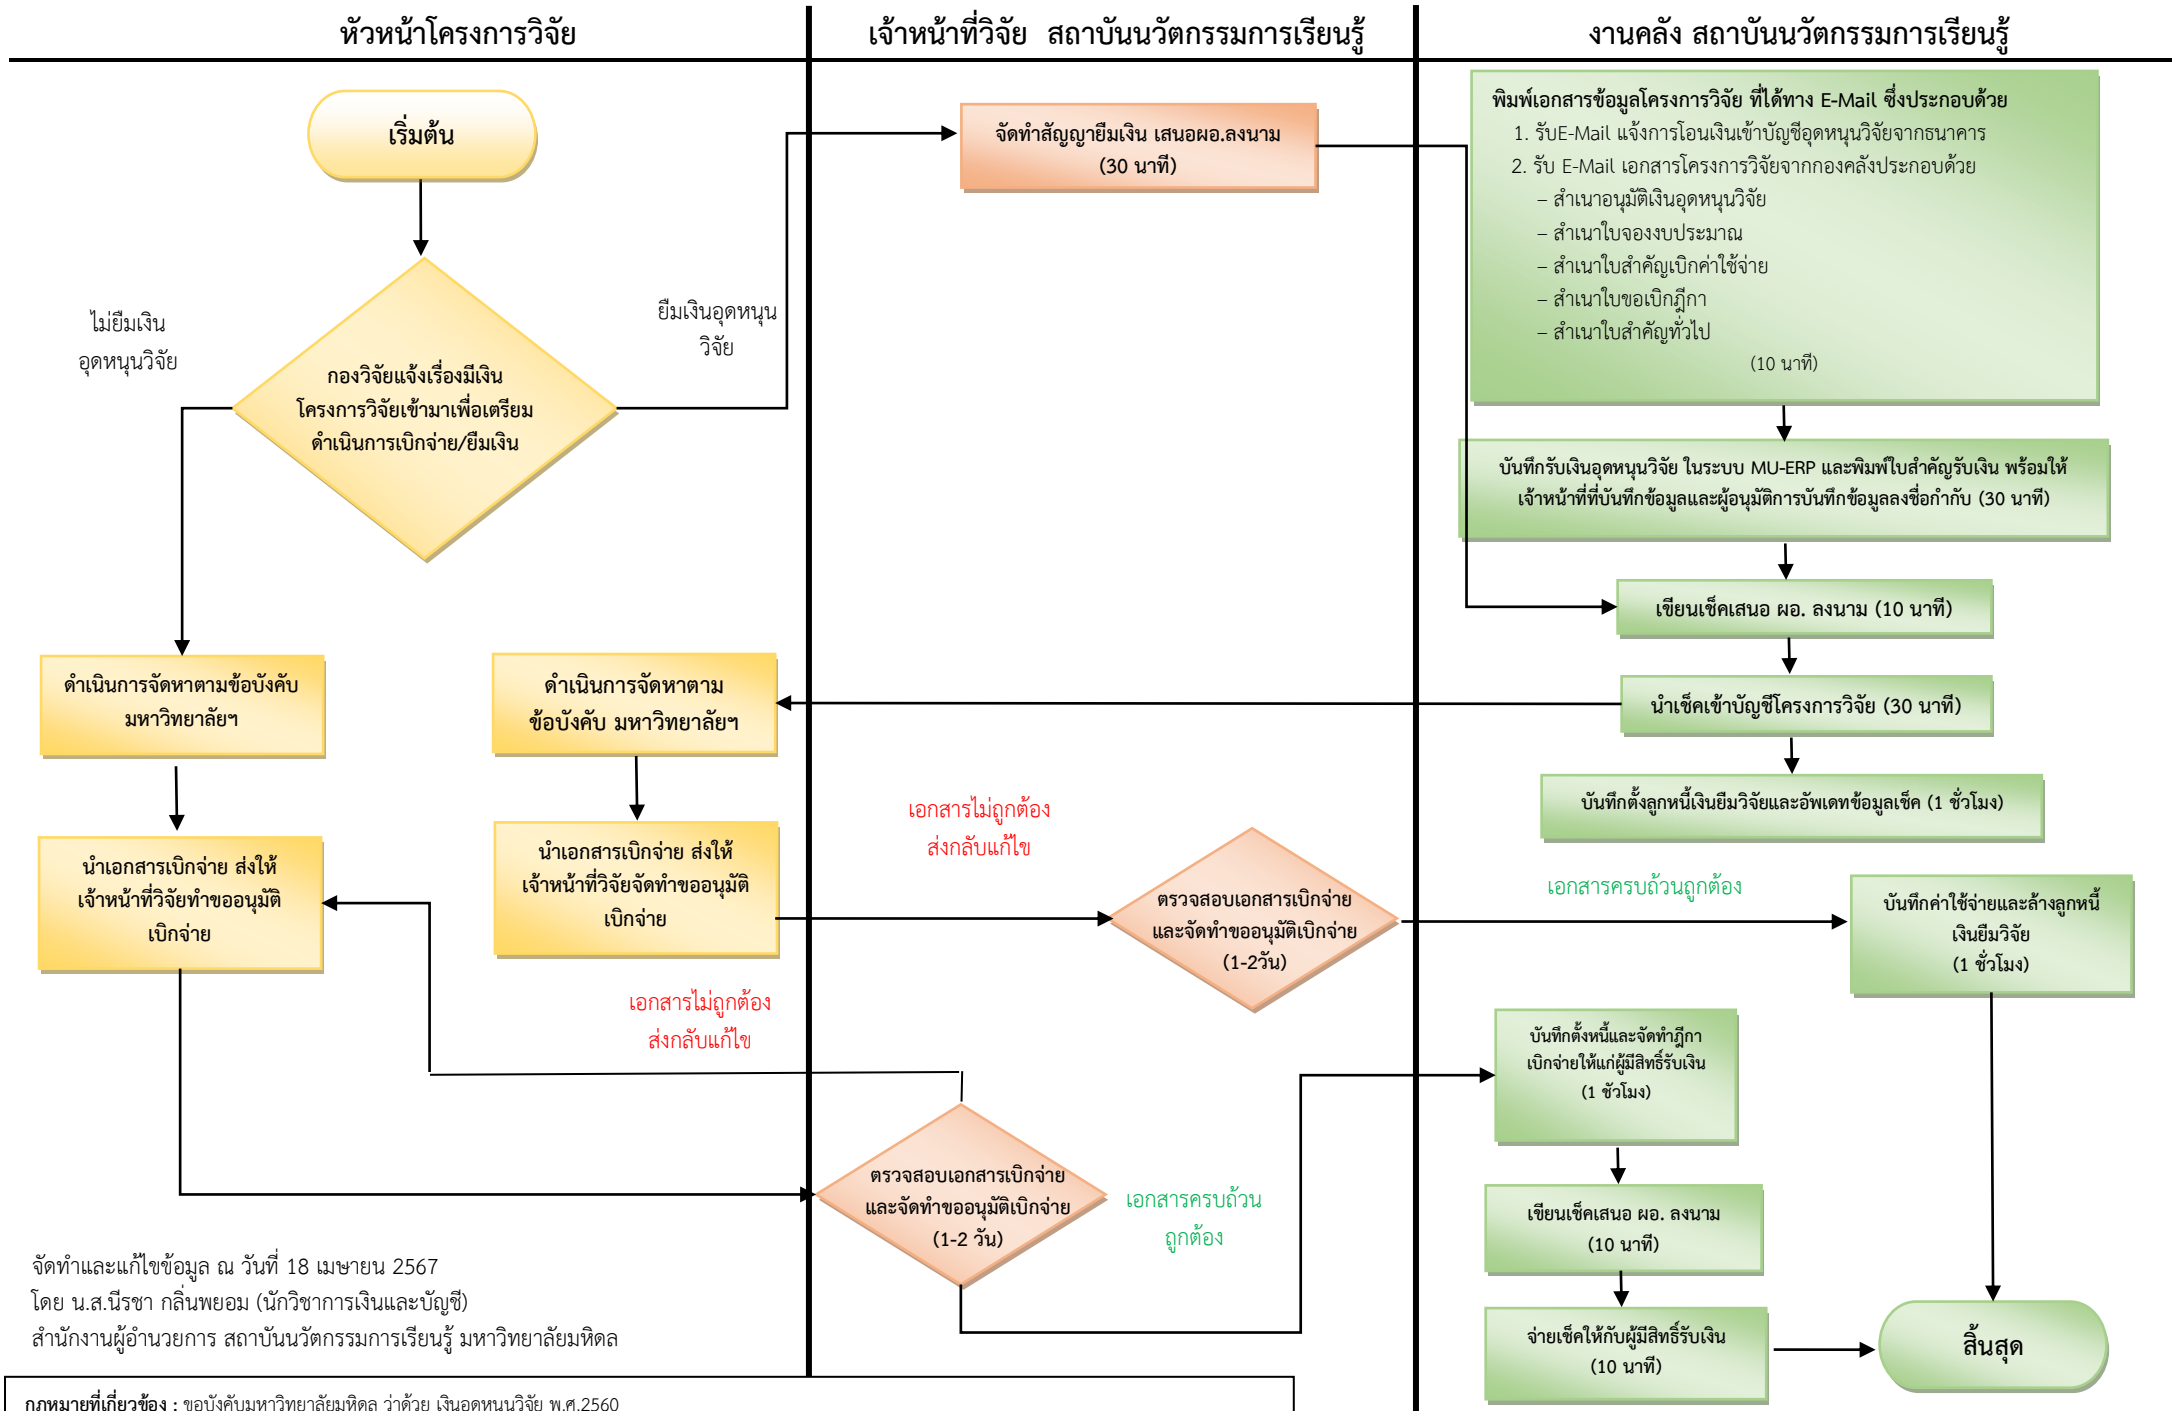 หัวหน้าโครงการวิจัย
เจ้าหน้าที่วิจัย สถาบันนวัตกรรมการเรียนรู้
งานคลัง สถาบันนวัตกรรมการเรียนรู้
เริ่มต้น
ไม่ยืมเงิน
อุดหนุนวิจัย
ยืมเงินอุดหนุน
วิจัย
กองวิจัยแจ้งเรื่องมีเงิน
โครงการวิจัยเข้ามาเพื่อเตรียม
ดำเนินการเบิกจ่าย/ยืมเงิน
จัดทำสัญญายืมเงิน เสนอผอ.ลงนาม
(30 นาที)
พิมพ์เอกสารข้อมูลโครงการวิจัย ที่ได้ทาง E-Mail ซึ่งประกอบด้วย
1. รับE-Mail แจ้งการโอนเงินเข้าบัญชีอุดหนุนวิจัยจากธนาคาร
2. รับ E-Mail เอกสารโครงการวิจัยจากกองคลังประกอบด้วย
– สำเนาอนุมัติเงินอุดหนุนวิจัย
– สำเนาใบจองงบประมาณ
– สำเนาใบสำคัญเบิกค่าใช้จ่าย
– สำเนาใบขอเบิกฎีกา
– สำเนาใบสำคัญทั่วไป
(10 นาที)
บันทึกรับเงินอุดหนุนวิจัย ในระบบ MU-ERP และพิมพ์ใบสำคัญรับเงิน พร้อมให้
เจ้าหน้าที่ที่บันทึกข้อมูลและผู้อนุมัติการบันทึกข้อมูลลงชื่อกำกับ (30 นาที)
เขียนเช็คเสนอ ผอ. ลงนาม (10 นาที)
นำเช็คเข้าบัญชีโครงการวิจัย (30 นาที)
บันทึกตั้งลูกหนี้เงินยืมวิจัยและอัพเดทข้อมูลเช็ค (1 ชั่วโมง)
ดำเนินการจัดหาตามข้อบังคับ
มหาวิทยาลัยฯ
ดำเนินการจัดหาตาม
ข้อบังคับ มหาวิทยาลัยฯ
นำเอกสารเบิกจ่าย ส่งให้
เจ้าหน้าที่วิจัยทำขออนุมัติ
เบิกจ่าย
นำเอกสารเบิกจ่าย ส่งให้
เจ้าหน้าที่วิจัยจัดทำขออนุมัติ
เบิกจ่าย
เอกสารไม่ถูกต้อง
ส่งกลับแก้ไข
ตรวจสอบเอกสารเบิกจ่าย
และจัดทำขออนุมัติเบิกจ่าย
(1-2วัน)
เอกสารครบถ้วนถูกต้อง
บันทึกค่าใช้จ่ายและล้างลูกหนี้
เงินยืมวิจัย
(1 ชั่วโมง)
เอกสารไม่ถูกต้อง
ส่งกลับแก้ไข
บันทึกตั้งหนี้และจัดทำฎีกา
เบิกจ่ายให้แก่ผู้มีสิทธิ์รับเงิน
(1 ชัวโมง)
ตรวจสอบเอกสารเบิกจ่าย
และจัดทำขออนุมัติเบิกจ่าย
(1-2 วัน)
เอกสารครบถ้วน
ถูกต้อง
เขียนเช็คเสนอ ผอ. ลงนาม
(10 นาที)
จ่ายเช็คให้กับผู้มีสิทธิ์รับเงิน
(10 นาที)
สิ้นสุด
จัดทำและแก้ไขข้อมูล ณ วันที่ 18 เมษายน 2567
โดย น.ส.นีรชา กลิ่นพยอม (นักวิชาการเงินและบัญชี)
สำนักงานผู้อำนวยการ สถาบันนวัตกรรมการเรียนรู้ มหาวิทยาลัยมหิดล
กฎหมายที่เกี่ยวข้อง : ขอบังคับมหาวิทยาลัยมหิดล ว่าด้วย เงินอุดหนุนวิจัย พ.ศ.2560